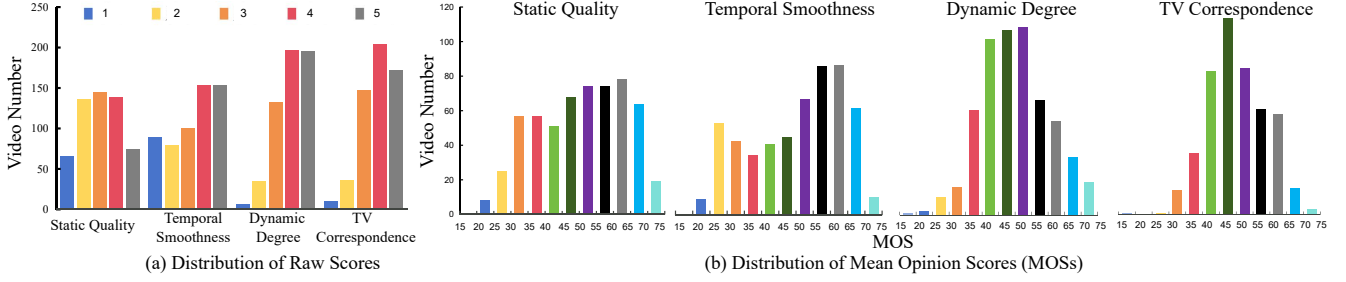 1 2 3 4 5
Video Number
250
200
150
100
50
0
Static Quality
Temporal
Smoothness
Dynamic
Degree
TV
Correspondence
(a) Distribution of Raw Scores
Static Quality Temporal Smoothness Dynamic Degree TV Correspondence
Video Number
120
100
80
60
40
20
0
15 20 25 30 35 40 45 50 55 60 65 70 75
15 20 25 30 35 40 45 50 55 60 65 70 75
15 20 25 30 35 40 45 50 55 60 65 70 75
15 20 25 30 35 40 45 50 55 60 65 70 75
MOS
(b) Distribution of Mean Opinion Scores (MOSs)